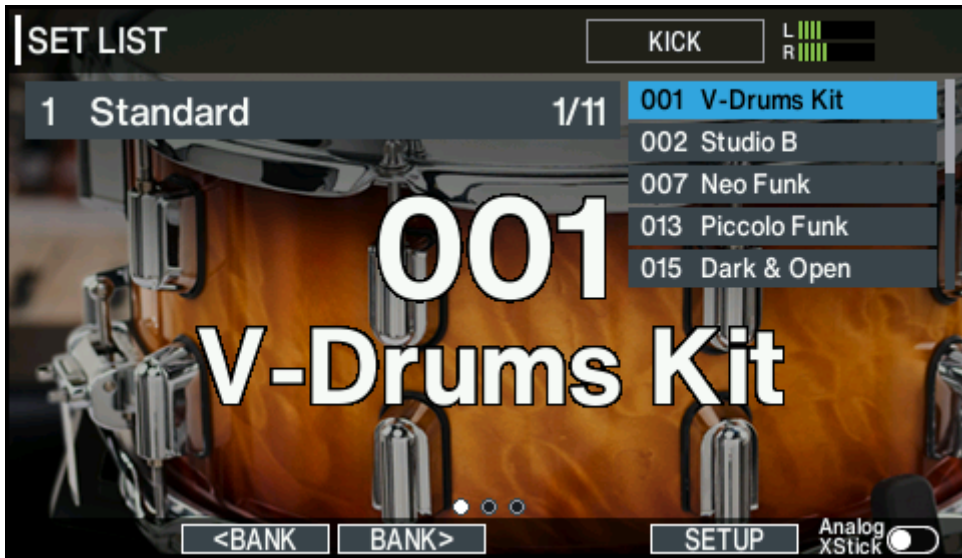 SET LIST
KICK
L
R
1 Standard 1/11
001 V-Drums Kit
002 Studio B
007 Neo Funk
013 Piccolo Funk
015 Dark & Open
001
V-Drums Kit
<BANK
BANK>
SETUP
Analog
XStick